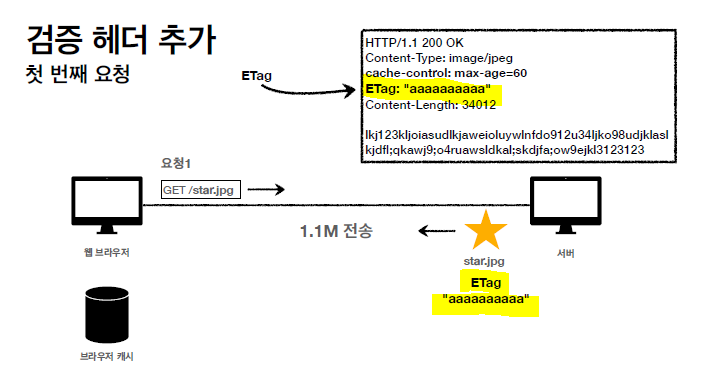 검증 헤더 추가
첫 번째 요청
ETag
HTTP/1.1 200 OK
Content-Type: image/jpeg
cache-control: max-age=60
ETag: "aaaaaaaaaa"
Content-Length: 34012
lkj123kljoiasudlkjaweioluywlnfdo912u34ljko98udjklasl
kjdfl;qkawj9;o4ruawsldkal;skdjfa;ow9ejkl3123123
요청1
GET /star.jpg
1.1M 전송
웹 브라우저
서버
star.jpg
ETag
"aaaaaaaaaa"
브라우저 캐시